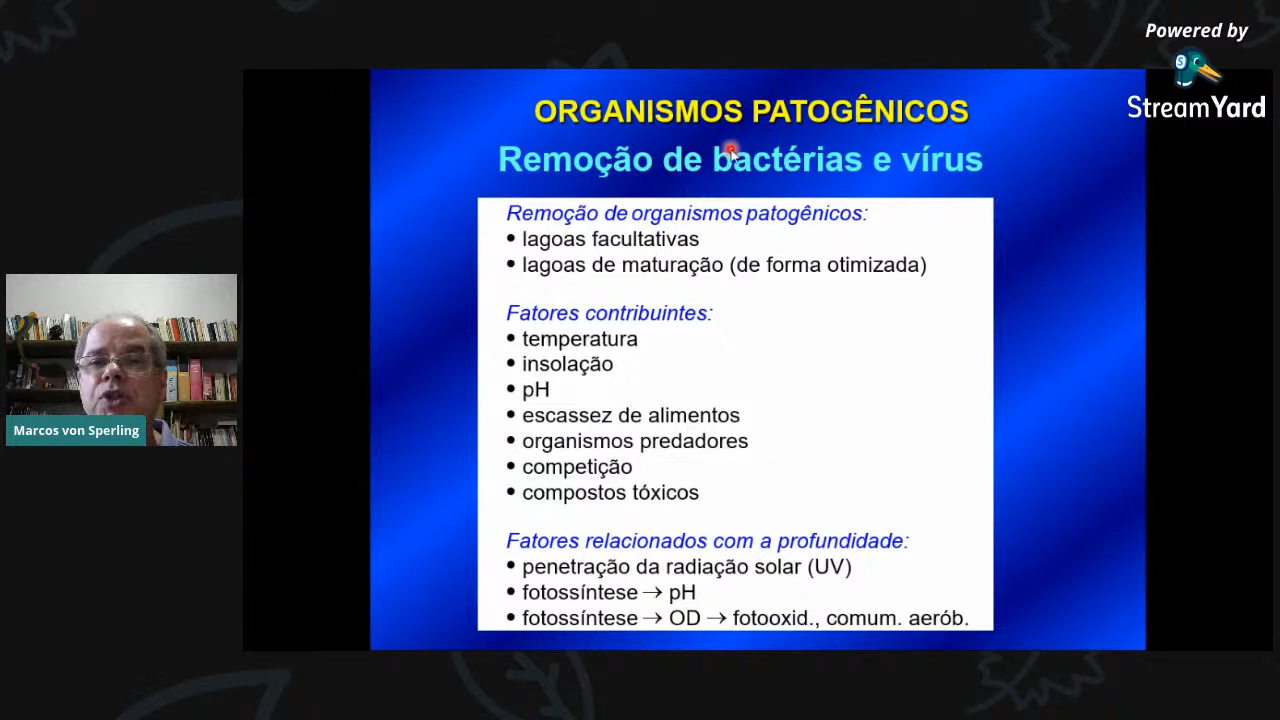 Powered by
StreamYard
ORGANISMOS PATOGÊNICOS
Remoção de bactérias e vírus
Remoção de organismos patogênicos:
• lagoas facultativas
• lagoas de maturação (de forma otimizada)
Fatores contribuintes:
• temperatura
• insolação
• pH
• escassez de alimentos
• organismos predadores
• competição
• compostos tóxicos
Fatores relacionados com a profundidade:
• penetração da radiação solar (UV)
• fotossíntese → pH
• fotossíntese → OD → fotooxid., comum. aerób.
Marcos von Sperling